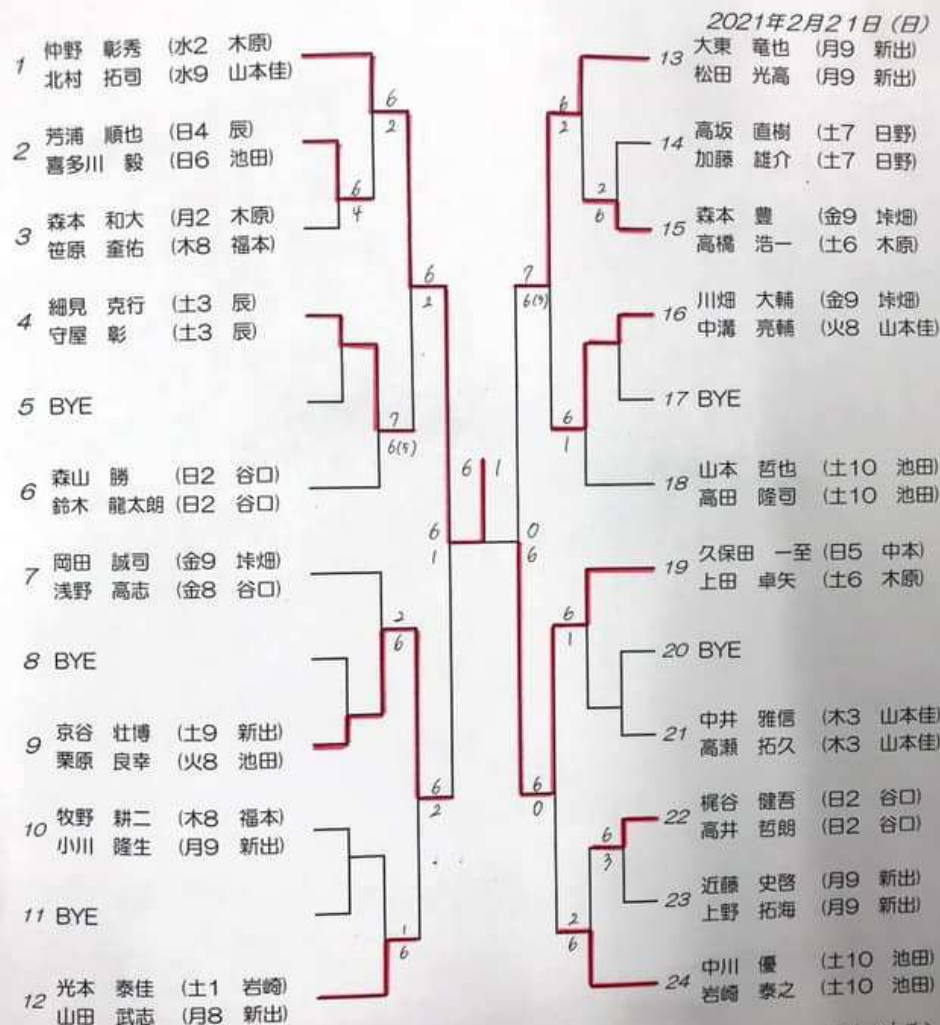 2021年2月21日（日）
1 仲野　彰秀　（水2　木原）
北村　拓司　（水9　山本佳）
2 芳浦　順也　（日4　辰）
喜多川　毅　（日6　池田）
3 森本　和大　（月2　木原）
笹原　奎佑　（木8　福本）
4 細見　克行　（土3　辰）
守屋　彰　（土3　辰）
5 BYE
6 森山　勝　（日2　谷口）
鈴木　龍太朗　（日2　谷口）
7 岡田　誠司　（金9　垰畑）
浅野　高志　（金8　谷口）
8 BYE
9 京谷　壮博　（土9　新出）
栗原　良幸　（火8　池田）
10 牧野　耕二　（木8　福本）
小川　隆生　（月9　新出）
11 BYE
12 光本　泰佳　（土1　岩崎）
山田　武志　（月8　新出）
6
2
6
4
7
6(5)
2
6
1
6
6
2
6
2
6
1
6 1
0
6
7
6(3)
6
0
6
2
2
6
6
1
6
1
6
3
2
6
13 大東　竜也　（月9　新出）
松田　光高　（月9　新出）
14 高坂　直樹　（土7　日野）
加藤　雄介　（土7　日野）
15 森本　豊　（金9　垰畑）
高橋　浩一　（土6　木原）
16 川畑　大輔　（金9　垰畑）
中溝　亮輔　（火8　山本佳）
17 BYE
18 山本　哲也　（土10　池田）
高田　隆司　（土10　池田）
19 久保田　一至　（日5　中本）
上田　卓矢　（土6　木原）
20 BYE
21 中井　雅信　（木3　山本佳）
高瀬　拓久　（木3　山本佳）
22 梶谷　健吾　（日2　谷口）
高井　哲朗　（日2　谷口）
23 近藤　史啓　（月9　新出）
上野　拓海　（月9　新出）
24 中川　優　（土10　池田）
岩崎　泰之　（土10　池田）